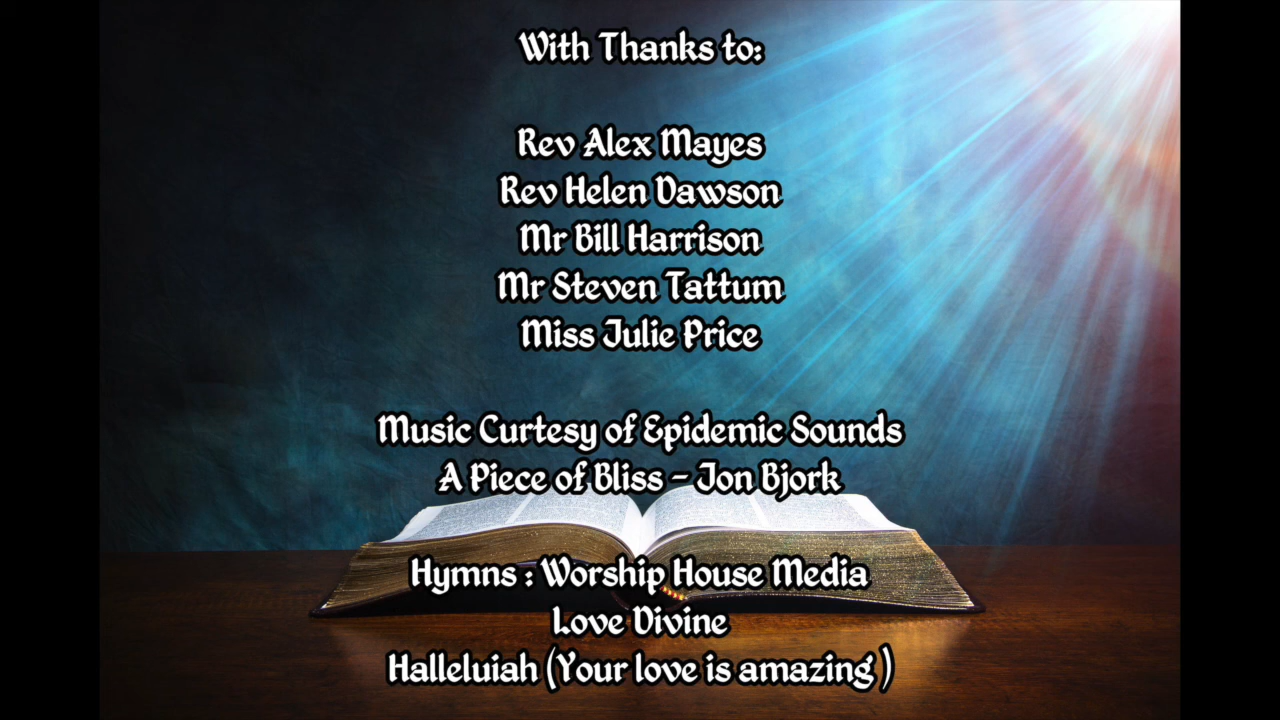 With Thanks to:
Rev Alex Mayes
Rev Helen Dawson
Mr Bill Harrison
Mr Steven Tattum
Miss Julie Price
Music Curtesy of Epidemic Sounds
A Piece of Bliss - Jon Bjork
Hymns : Worship House Media
Love Divine
Halleluiah (Your love is amazing )